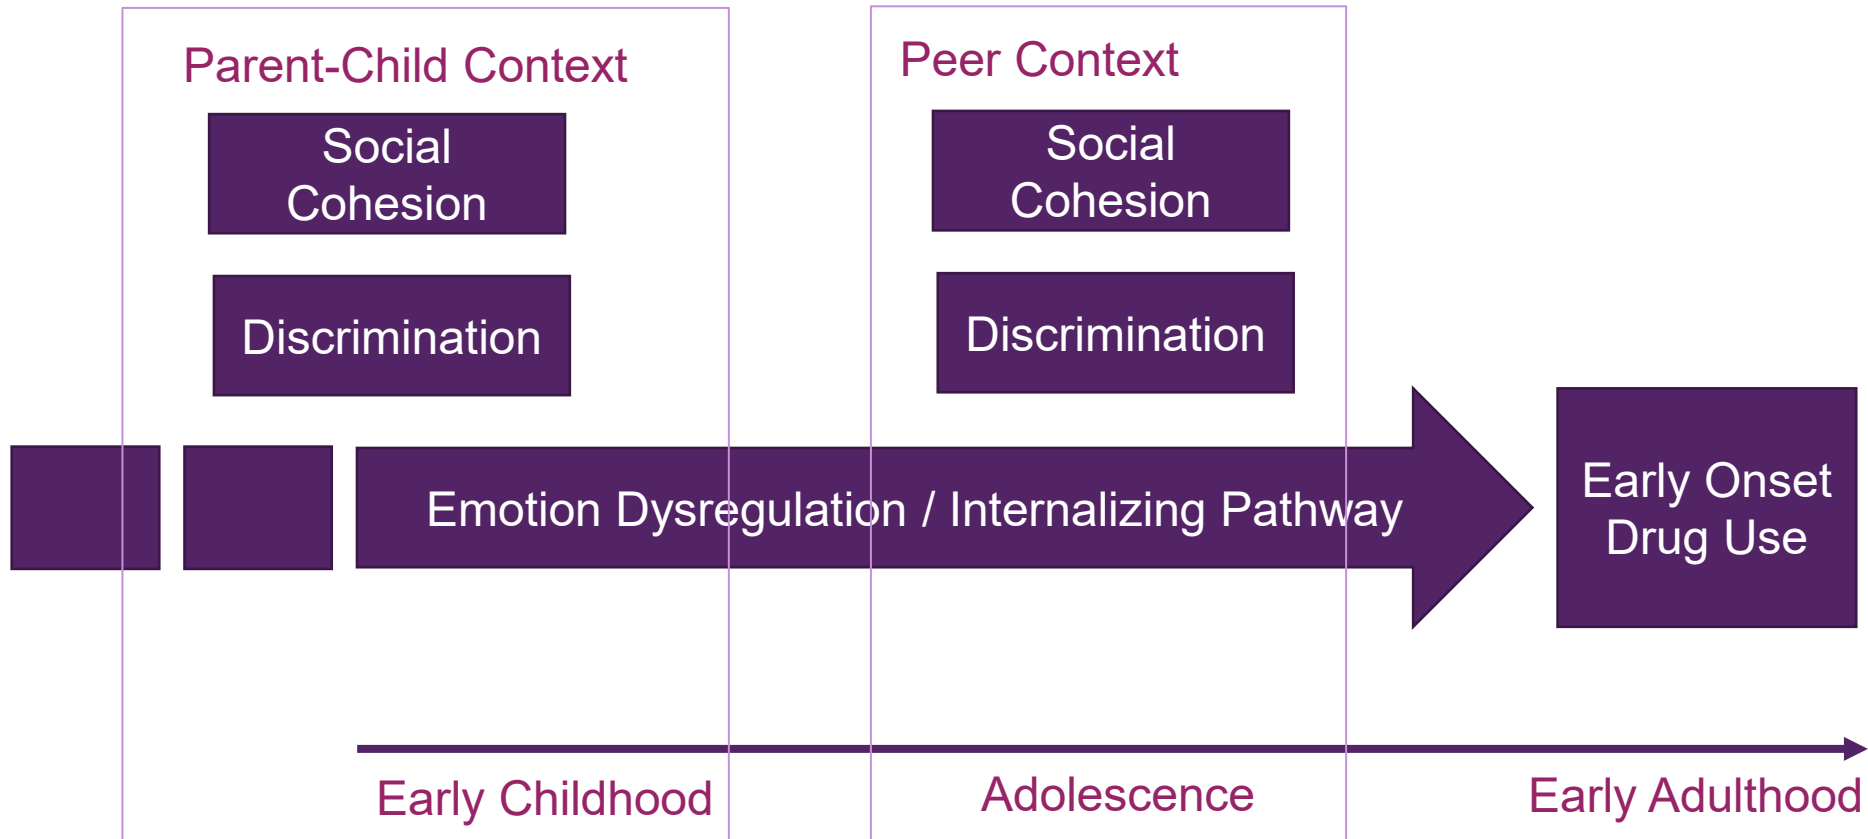 Parent-Child Context
Social
Cohesion
Discrimination
Peer Context
Social
Cohesion
Discrimination
Emotion Dysregulation / Internalizing Pathway
Early Onset
Drug Use
Early Childhood
Adolescence
Early Adulthood